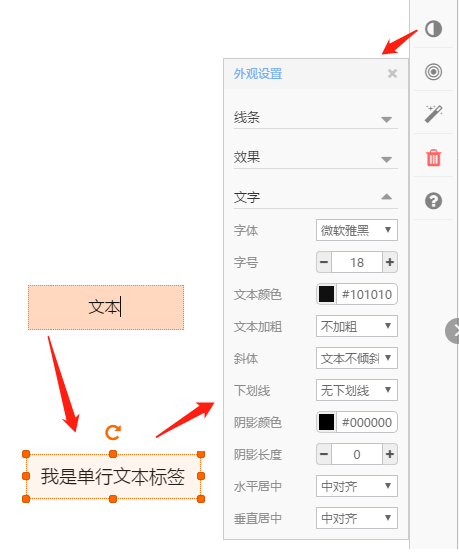 外观设置
线条
效果
文字
字体 微软雅黑
字号 18
文本颜色 #101010
文本加粗 不加粗
斜体 文本不倾斜
下划线 无下划线
阴影颜色 #000000
阴影长度 0
水平居中 中对齐
垂直居中 中对齐
文本
我是单行文本标签